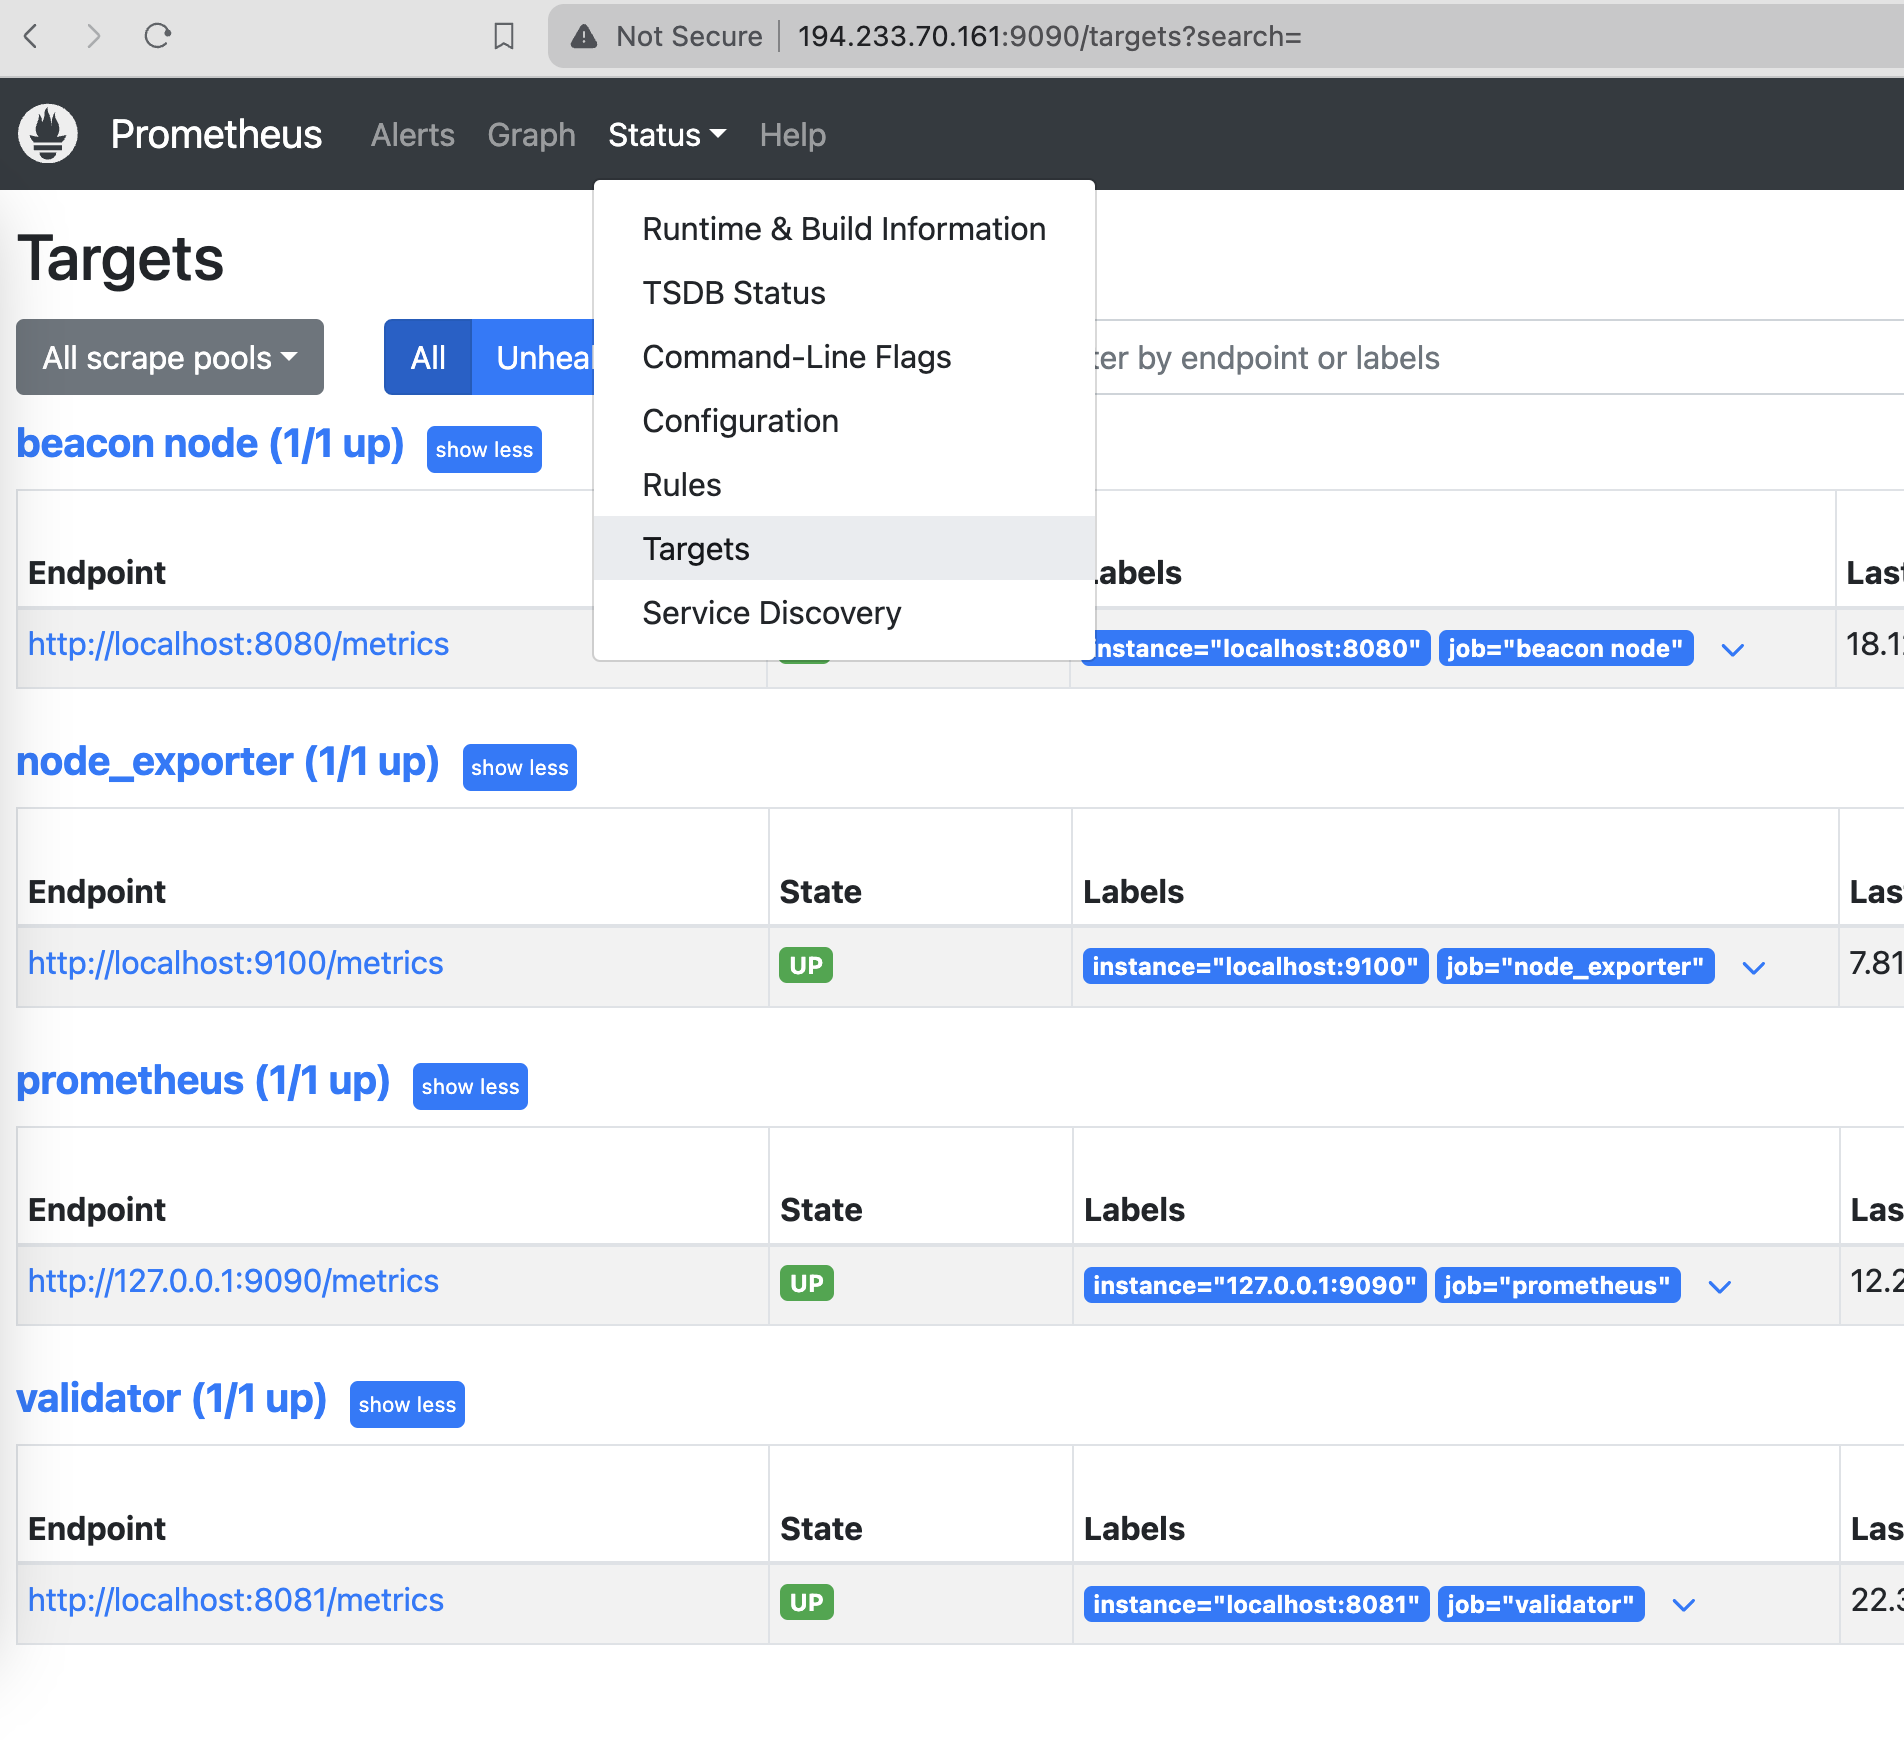 Not Secure 194.233.70.161:9090/targets?search=
Prometheus Alerts Graph Status Help
Runtime & Build Information
TSDB Status
Command-Line Flags
Configuration
Rules
Targets
Service Discovery
Targets
All scrape pools All Unheal ter by endpoint or labels
beacon node (1/1 up) show less
Endpoint Labels Last
http://localhost:8080/metrics instance="localhost:8080" job="beacon node" 18.1
node_exporter (1/1 up) show less
Endpoint State Labels Las
http://localhost:9100/metrics UP instance="localhost:9100" job="node_exporter" 7.81
prometheus (1/1 up) show less
Endpoint State Labels Las
http://127.0.0.1:9090/metrics UP instance="127.0.0.1:9090" job="prometheus" 12.2
validator (1/1 up) show less
Endpoint State Labels Las
http://localhost:8081/metrics UP instance="localhost:8081" job="validator" 22.3